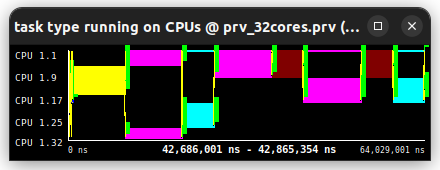 task type running on CPUs @ prv_32cores.prv (...
CPU 1.1
CPU 1.9
CPU 1.17
CPU 1.25
CPU 1.32
0 ns 42,686,001 ns - 42,865,354 ns 64,029,001 ns